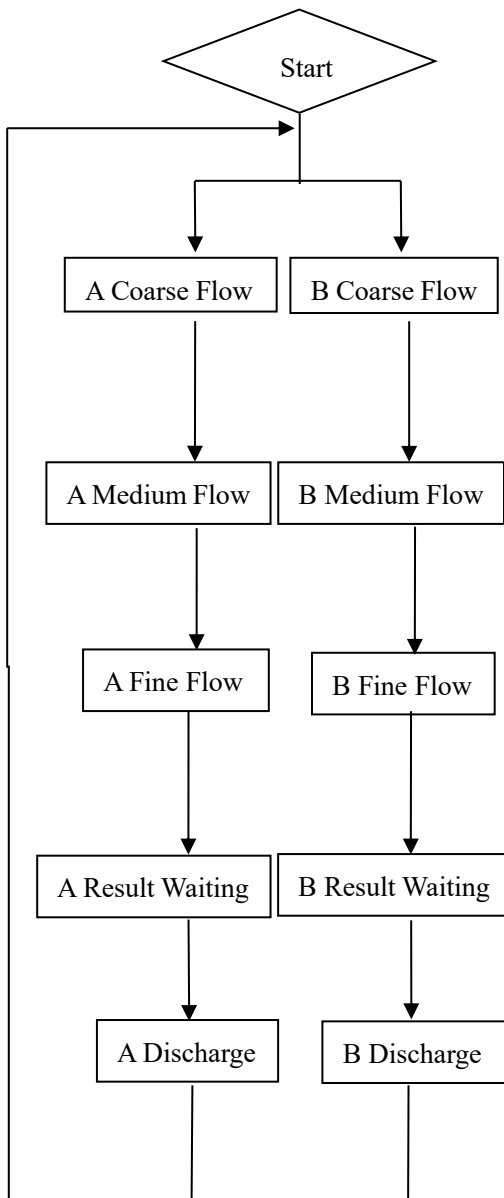 Start
A Coarse Flow
B Coarse Flow
A Medium Flow
B Medium Flow
A Fine Flow
B Fine Flow
A Result Waiting
B Result Waiting
A Discharge
B Discharge